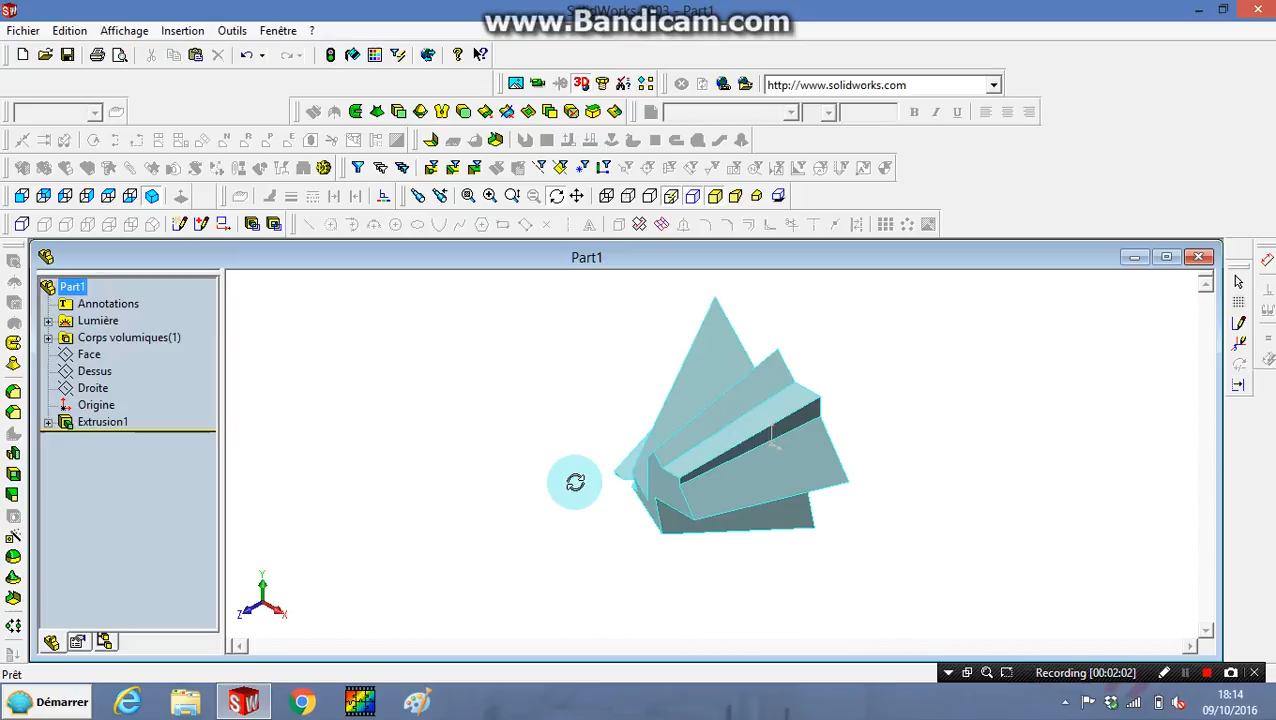 www.Bandicam.com
Fichier Edition Affichage Insertion Outils Fenêtre ?
3D
http://www.solidworks.com
B I U
N R P E
Part1
Part1
Annotations
Lumière
Corps volumiques(1)
Face
Dessus
Droite
Origine
Extrusion1
Y
Z
X
Prêt
Recording [00:02:02]
Démarrer
18:14
09/10/2016